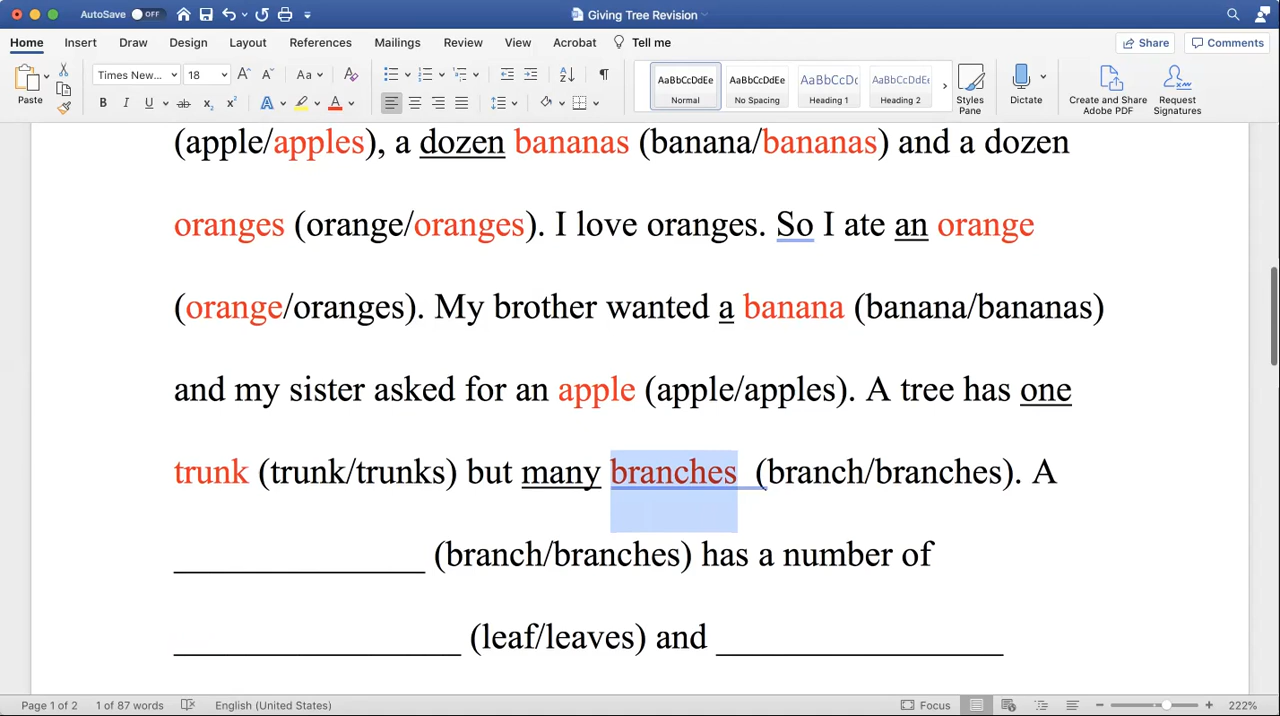 AutoSave OFF Giving Tree Revision
Home Insert Draw Design Layout References Mailings Review View Acrobat Tell me Share Comments
Paste Times New... 18 Aa AaBbCcDdEe Normal AaBbCcDdEe No Spacing AaBbCcDc Heading 1 AaBbCcDdEe Heading 2 Styles Pane Dictate Create and Share Adobe PDF Request Signatures
(apple/apples), a dozen bananas (banana/bananas) and a dozen
oranges (orange/oranges). I love oranges. So I ate an orange
(orange/oranges). My brother wanted a banana (banana/bananas)
and my sister asked for an apple (apple/apples). A tree has one
trunk (trunk/trunks) but many branches (branch/branches). A
_______________ (branch/branches) has a number of
_________________ (leaf/leaves) and _________________
Page 1 of 2 1 of 87 words English (United States) Focus 222%